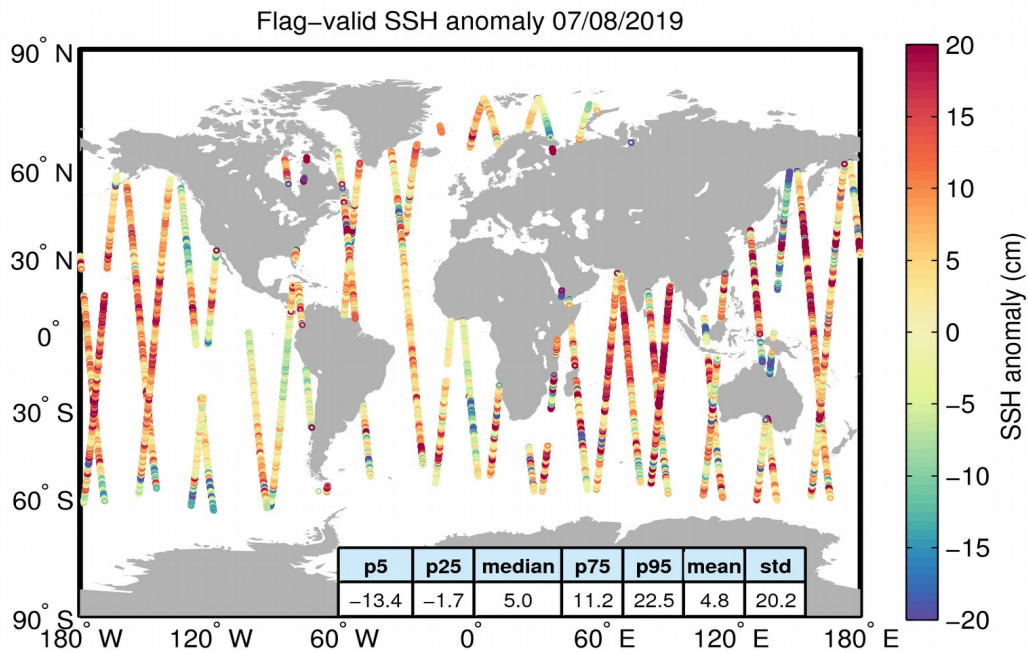 Flag−valid SSH anomaly 07/08/2019
90° N
60° N
30° N
0°
30° S
60° S
90° S
180° W 120° W 60° W 0° 60° E 120° E 180° E
p5 p25 median p75 p95 mean std
−13.4 −1.7 5.0 11.2 22.5 4.8 20.2
20
15
10
5
0
−5
−10
−15
−20
SSH anomaly (cm)